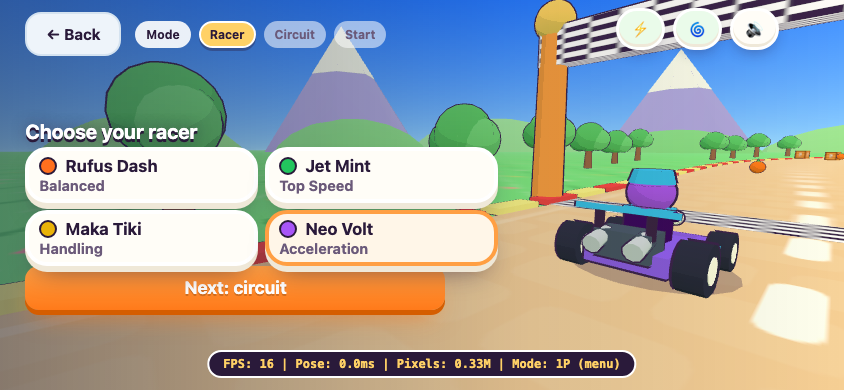 ← Back
Mode
Racer
Circuit
Start
Choose your racer
Rufus Dash
Balanced
Jet Mint
Top Speed
Maka Tiki
Handling
Neo Volt
Acceleration
Next: circuit
FPS: 16 | Pose: 0.0ms | Pixels: 0.33M | Mode: 1P (menu)